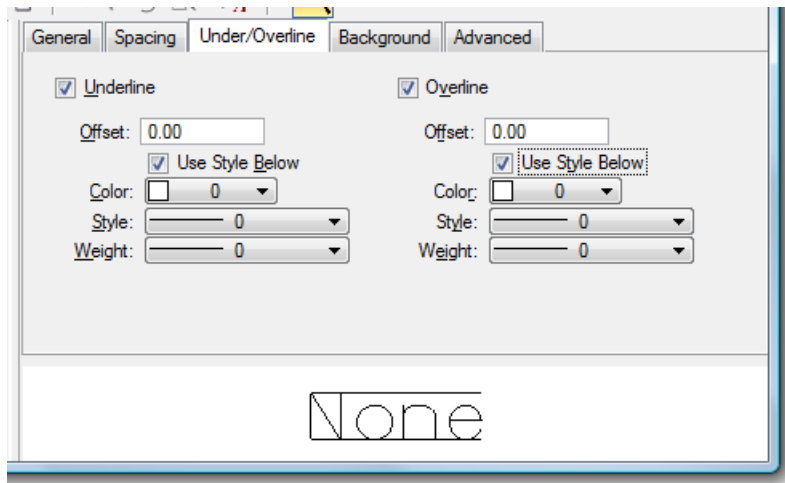 General Spacing Under/Overline Background Advanced
Underline Overline
Offset: 0.00 Offset: 0.00
Use Style Below Use Style Below
Color: 0 Color: 0
Style: 0 Style: 0
Weight: 0 Weight: 0
None